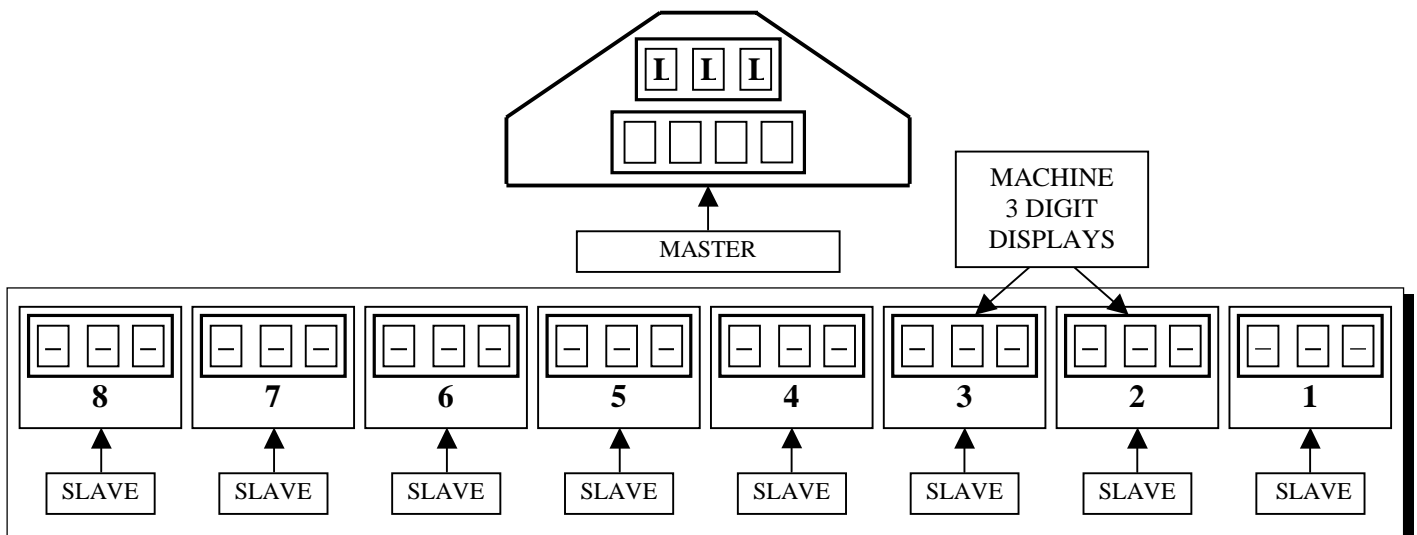 L L L
MASTER
MACHINE
3 DIGIT
DISPLAYS
– – – – – – – – – – – – – – – – – – – – – – – –
8 7 6 5 4 3 2 1
SLAVE SLAVE SLAVE SLAVE SLAVE SLAVE SLAVE SLAVE